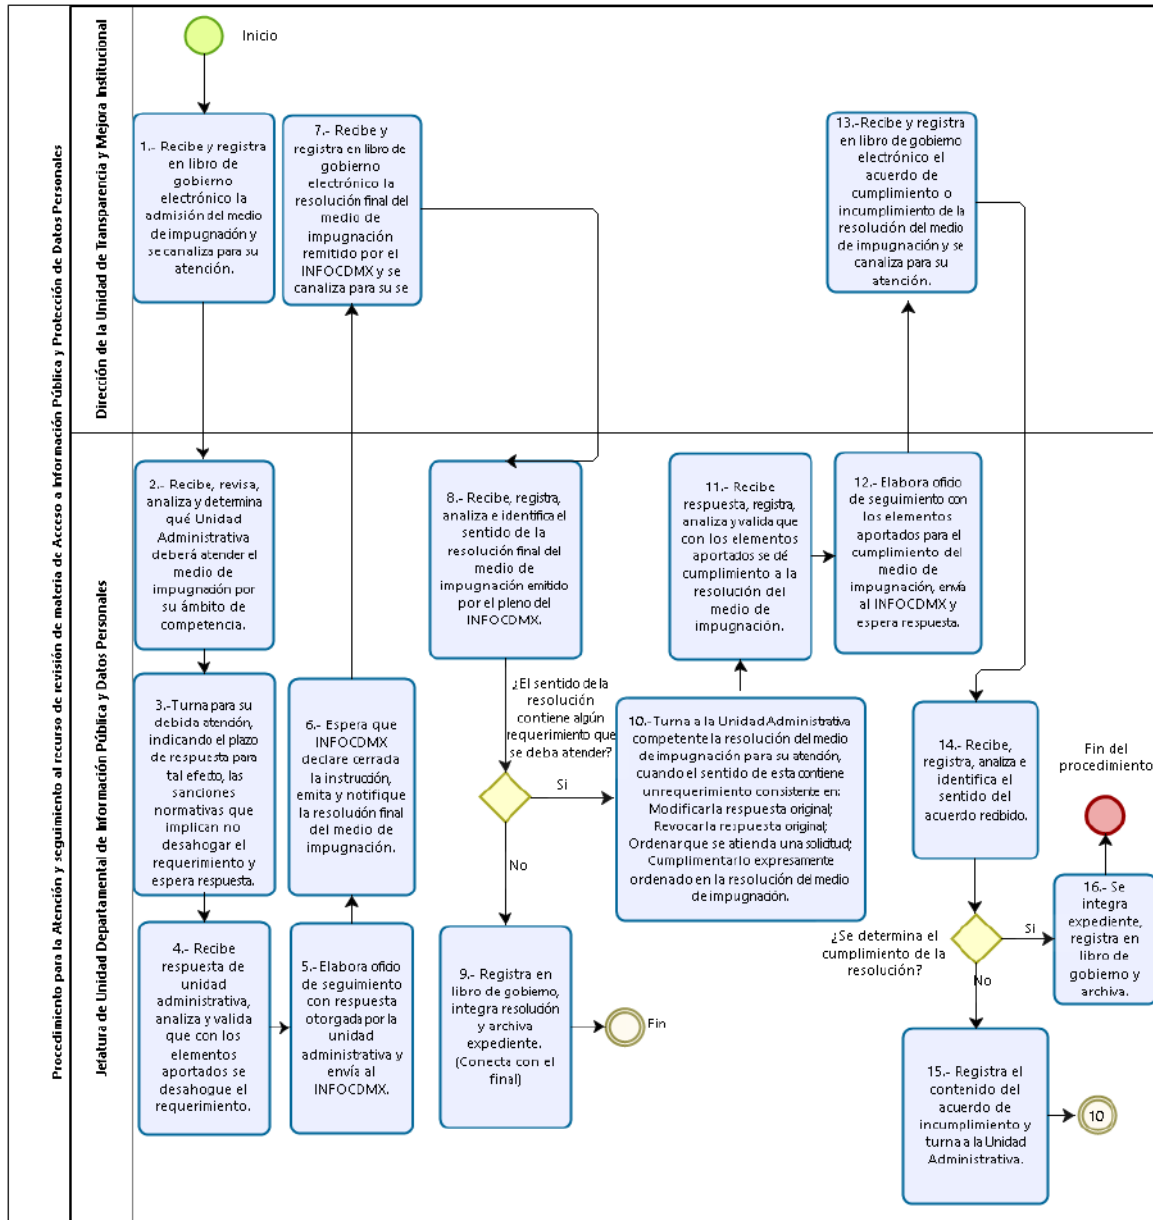 Procedimiento para la Atención y seguimiento al recurso de revisión de materia de Acceso a Información Pública y Protección de Datos Personales
Dirección de la Unidad de Transparencia y Mejora Institucional
Inicio
1.- Recibe y registra
en libro de
gobierno
electrónico la
admisión del medio
de impugnación y
se canaliza para su
atención.
7.- Recibe y
registra en libro de
gobierno
electrónico la
resolución final del
medio de
impugnación
remitido por el
INFOCDMX y se
canaliza para su se
13.-Recibe y registra
en libro de gobierno
electrónico el
acuerdo de
cumplimiento o
incumplimiento de la
resolución del medio
de impugnación y se
canaliza para su
atención.
Jefatura de Unidad Departamental de Información Pública y Datos Personales
2.- Recibe, revisa,
analiza y determina
qué Unidad
Administrativa
deberá atender el
medio de
impugnación por
su ámbito de
competencia.
3.-Turna para su
debida atención,
indicando el plazo
de respuesta para
tal efecto, las
sanciones
normativas que
implican no
desahogar el
requerimiento y
espera respuesta.
4.- Recibe
respuesta de
unidad
administrativa,
analiza y valida
que con los
elementos
aportados se
desahogue el
requerimiento.
5.- Elabora oficio
de seguimiento
con respuesta
otorgada por la
unidad
administrativa y
envía al
INFOCDMX.
6.- Espera que
INFOCDMX
declare cerrada
la instrucción,
emita y notifique
la resolución final
del medio de
impugnación.
8.- Recibe, registra,
analiza e identifica el
sentido de la
resolución final del
medio de
impugnación emitido
por el pleno del
INFOCDMX.
¿El sentido de la
resolución
contiene algún
requerimiento que
se deba atender?
Si
No
9.- Registra en
libro de gobierno,
integra resolución
y archiva
expediente.
(Conecta con el
final)
Fin
10.-Turna a la Unidad Administrativa
competente la resolución del medio
de impugnación para su atención,
cuando el sentido de esta contiene
un requerimiento consistente en:
Modificar la respuesta original;
Revocar la respuesta original;
Ordenar que se atienda una solicitud;
Cumplimentar lo expresamente
ordenado en la resolución del medio
de impugnación.
11.- Recibe
respuesta, registra,
analiza y valida que
con los elementos
aportados se dé
cumplimiento a la
resolución del
medio de
impugnación.
12.- Elabora oficio
de seguimiento con
los elementos
aportados para el
cumplimiento del
medio de
impugnación, envía
al INFOCDMX y
espera respuesta.
14.- Recibe,
registra, analiza e
identifica el
sentido del
acuerdo recibido.
¿Se determina el
cumplimiento de la
resolución?
Si
No
15.- Registra el
contenido del
acuerdo de
incumplimiento y
turna a la Unidad
Administrativa.
10
16.- Se
integra
expediente,
registra en
libro de
gobierno y
archiva.
Fin del
procedimiento